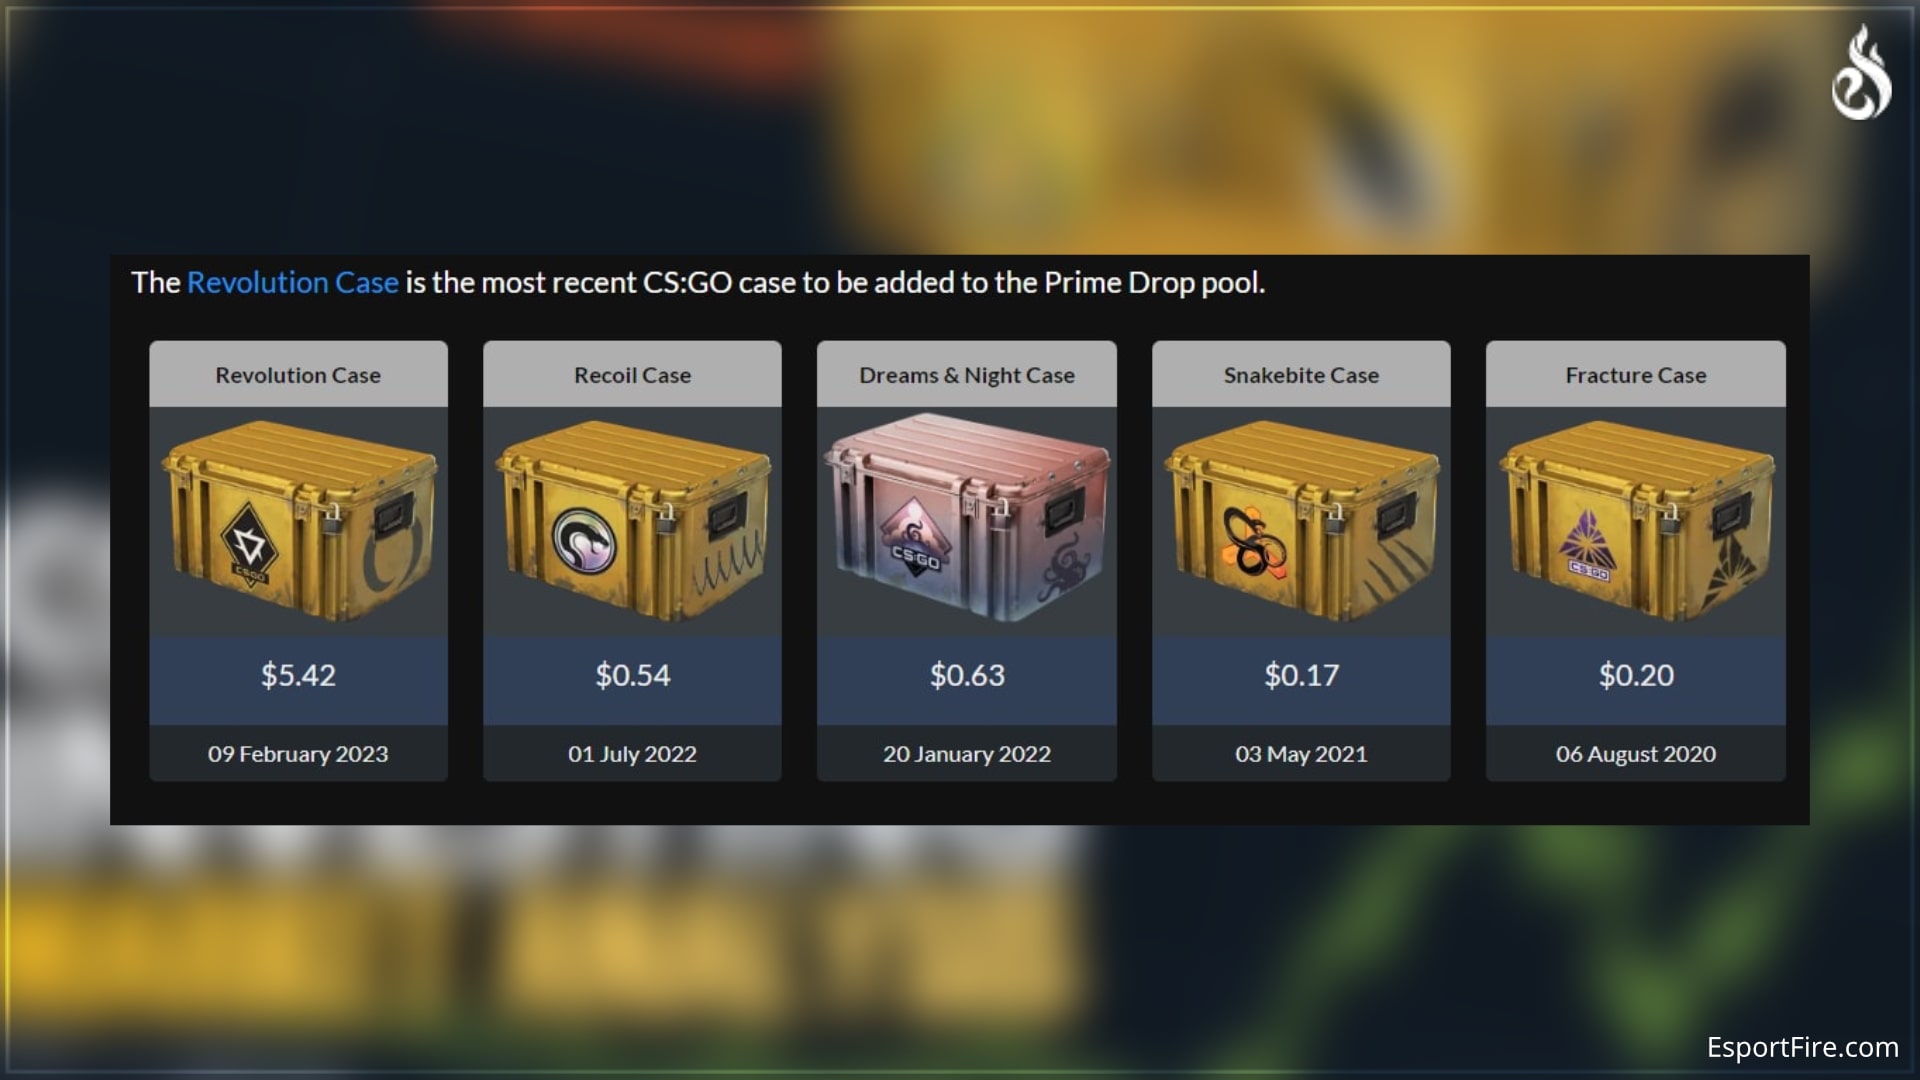 The Revolution Case is the most recent CS:GO case to be added to the Prime Drop pool.
Revolution Case
Recoil Case
Dreams & Night Case
Snakebite Case
Fracture Case
CS:GO
CS:GO
CS:GO
$5.42
$0.54
$0.63
$0.17
$0.20
09 February 2023
01 July 2022
20 January 2022
03 May 2021
06 August 2020
EsportFire.com